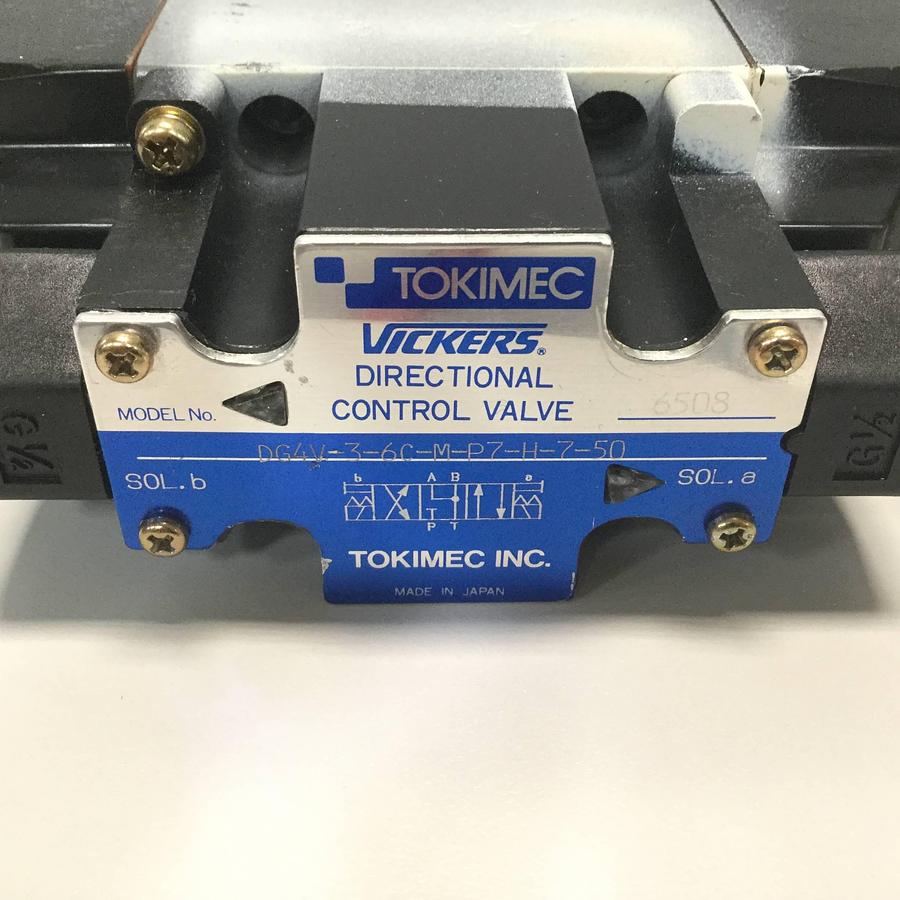 TOKIMEC
VICKERS®
DIRECTIONAL
CONTROL VALVE
6508
MODEL No.
DG4V-3-6C-M-P7-H-7-50
SOL.b
SOL.a
b A B a
P T
TOKIMEC INC.
MADE IN JAPAN
G½
G½